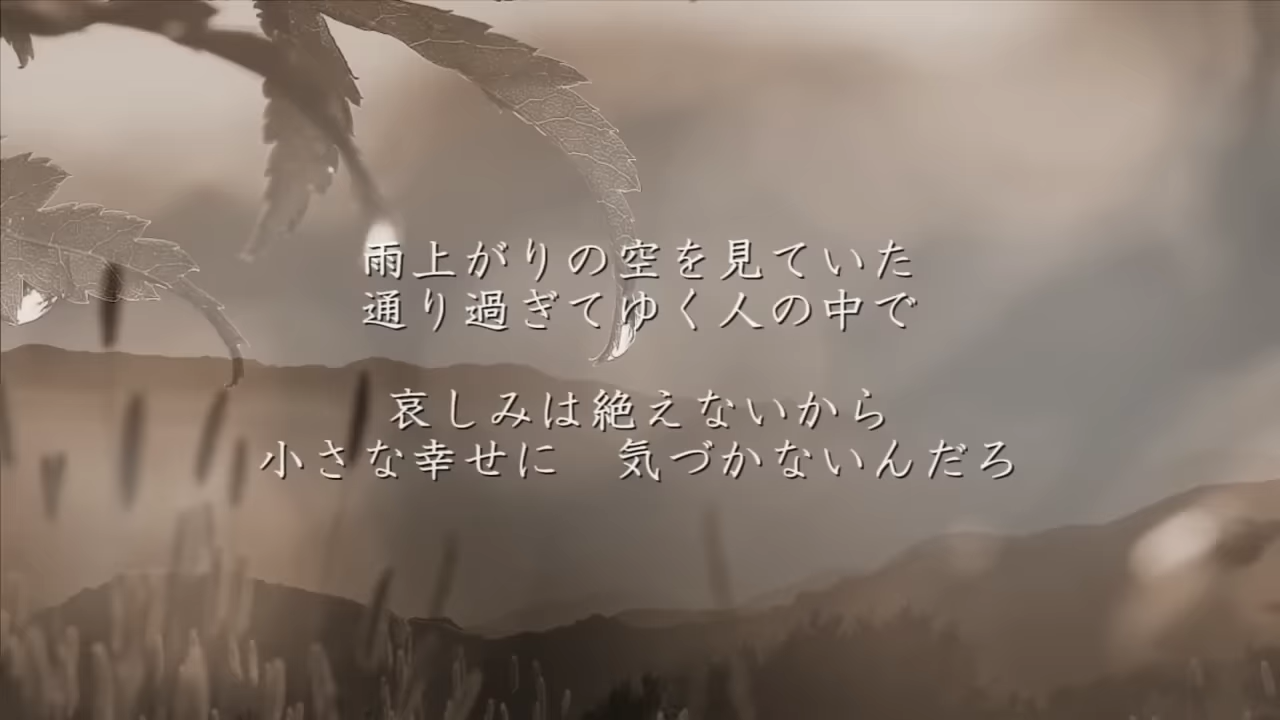 雨上がりの空を見ていた
通り過ぎてゆく人の中で
哀しみは絶えないから
小さな幸せに　気づかないんだろ